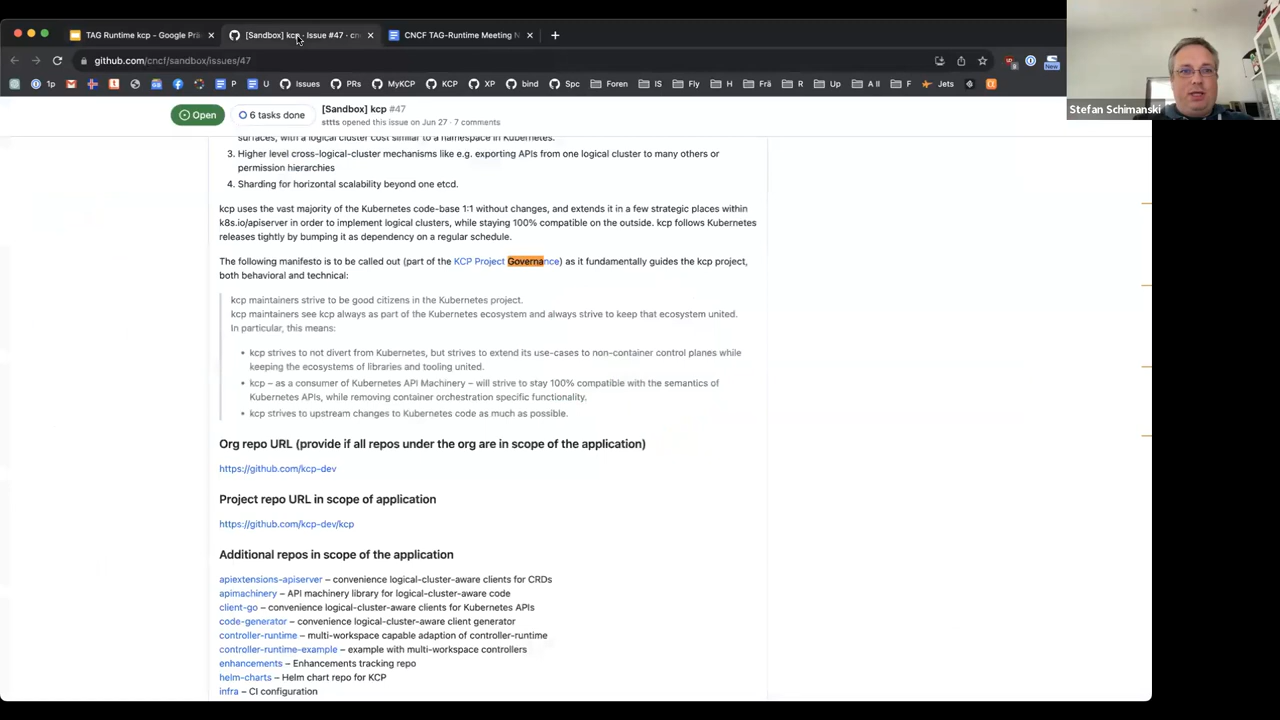 TAG Runtime kcp - Google Pr
[Sandbox] kcp · Issue #47 · cn
CNCF TAG-Runtime Meeting N
github.com/cncf/sandbox/issues/47
1p
P
U
Issues
PRs
MyKCP
KCP
XP
bind
Spc
Foren
IS
Fly
H
Frä
R
Up
A II
F
Jets
New
Stefan Schimanski
Open
6 tasks done
[Sandbox] kcp #47
sttts opened this issue on Jun 27 · 7 comments
surfaces, with a logical cluster cost similar to a namespace in Kubernetes.
3. Higher level cross-logical-cluster mechanisms like e.g. exporting APIs from one logical cluster to many others or
permission hierarchies
4. Sharding for horizontal scalability beyond one etcd.
kcp uses the vast majority of the Kubernetes code-base 1:1 without changes, and extends it in a few strategic places within
k8s.io/apiserver in order to implement logical clusters, while staying 100% compatible on the outside. kcp follows Kubernetes
releases tightly by bumping it as dependency on a regular schedule.
The following manifesto is to be called out (part of the KCP Project Governance) as it fundamentally guides the kcp project,
both behavioral and technical:
kcp maintainers strive to be good citizens in the Kubernetes project.
kcp maintainers see kcp always as part of the Kubernetes ecosystem and always strive to keep that ecosystem united.
In particular, this means:
• kcp strives to not divert from Kubernetes, but strives to extend its use-cases to non-container control planes while
keeping the ecosystems of libraries and tooling united.
• kcp – as a consumer of Kubernetes API Machinery – will strive to stay 100% compatible with the semantics of
Kubernetes APIs, while removing container orchestration specific functionality.
• kcp strives to upstream changes to Kubernetes code as much as possible.
Org repo URL (provide if all repos under the org are in scope of the application)
https://github.com/kcp-dev
Project repo URL in scope of application
https://github.com/kcp-dev/kcp
Additional repos in scope of the application
apiextensions-apiserver – convenience logical-cluster-aware clients for CRDs
apimachinery – API machinery library for logical-cluster-aware code
client-go – convenience logical-cluster-aware clients for Kubernetes APIs
code-generator – convenience logical-cluster-aware client generator
controller-runtime – multi-workspace capable adaption of controller-runtime
controller-runtime-example – example with multi-workspace controllers
enhancements – Enhancements tracking repo
helm-charts – Helm chart repo for KCP
infra – CI configuration